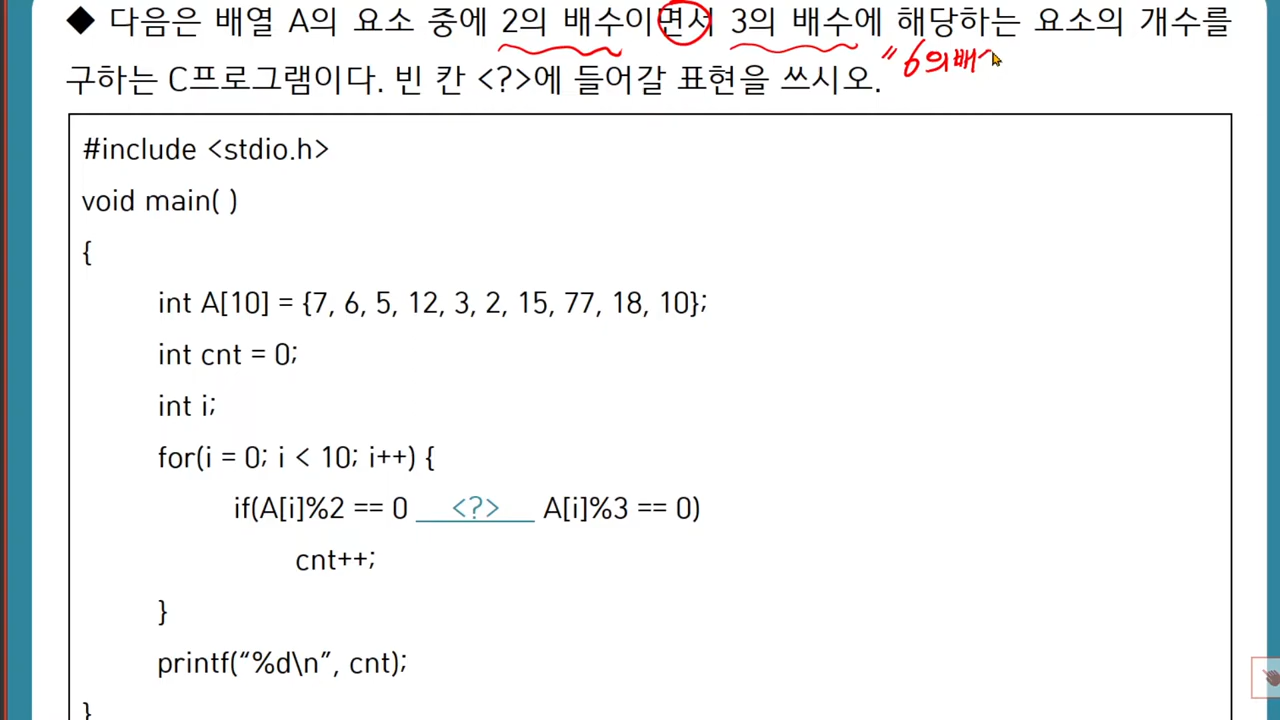 ◆ 다음은 배열 A의 요소 중에 2의 배수이면서 3의 배수에 해당하는 요소의 개수를
구하는 C프로그램이다. 빈 칸 <?>에 들어갈 표현을 쓰시오.
"6의배
#include <stdio.h>
void main( )
{
int A[10] = {7, 6, 5, 12, 3, 2, 15, 77, 18, 10};
int cnt = 0;
int i;
for(i = 0; i < 10; i++) {
if(A[i]%2 == 0 <?> A[i]%3 == 0)
cnt++;
}
printf(“%d\n”, cnt);
}